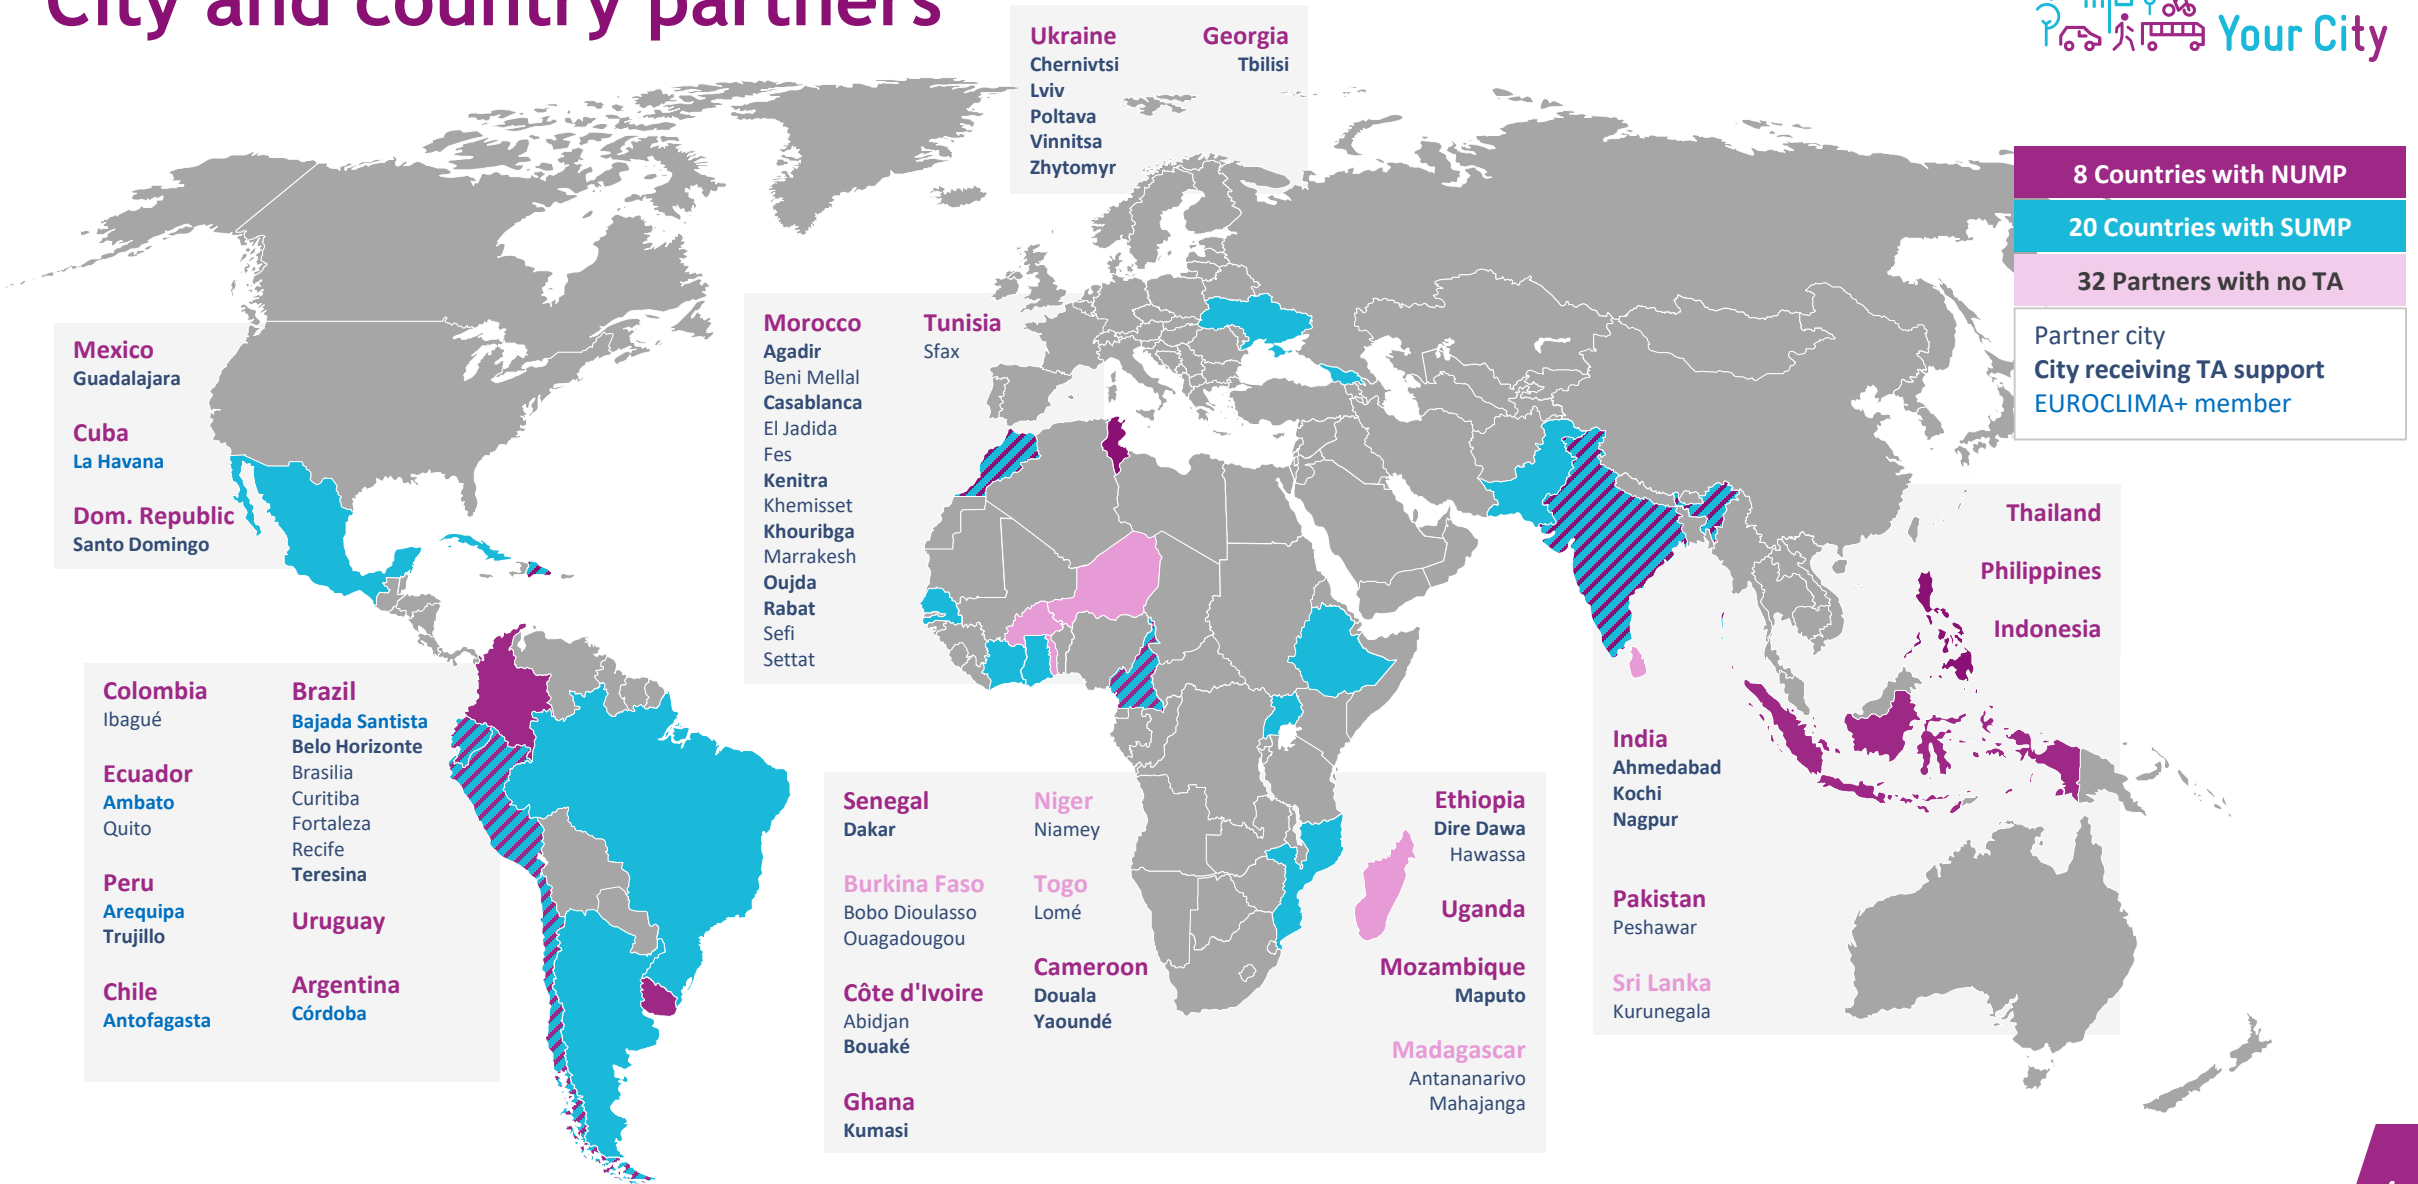 City and country partners
Your City
Ukraine
Chernivtsi
Lviv
Poltava
Vinnitsa
Zhytomyr
Georgia
Tbilisi
8 Countries with NUMP
20 Countries with SUMP
32 Partners with no TA
Partner city
City receiving TA support
EUROCLIMA+ member
Mexico
Guadalajara
Cuba
La Havana
Dom. Republic
Santo Domingo
Morocco
Agadir
Beni Mellal
Casablanca
El Jadida
Fes
Kenitra
Khemisset
Khouribga
Marrakesh
Oujda
Rabat
Sefi
Settat
Tunisia
Sfax
Thailand
Philippines
Indonesia
Colombia
Ibagué
Ecuador
Ambato
Quito
Peru
Arequipa
Trujillo
Chile
Antofagasta
Brazil
Bajada Santista
Belo Horizonte
Brasilia
Curitiba
Fortaleza
Recife
Teresina
Uruguay
Argentina
Córdoba
Senegal
Dakar
Burkina Faso
Bobo Dioulasso
Ouagadougou
Côte d'Ivoire
Abidjan
Bouaké
Ghana
Kumasi
Niger
Niamey
Togo
Lomé
Cameroon
Douala
Yaoundé
Ethiopia
Dire Dawa
Hawassa
Uganda
Mozambique
Maputo
Madagascar
Antananarivo
Mahajanga
India
Ahmedabad
Kochi
Nagpur
Pakistan
Peshawar
Sri Lanka
Kurunegala